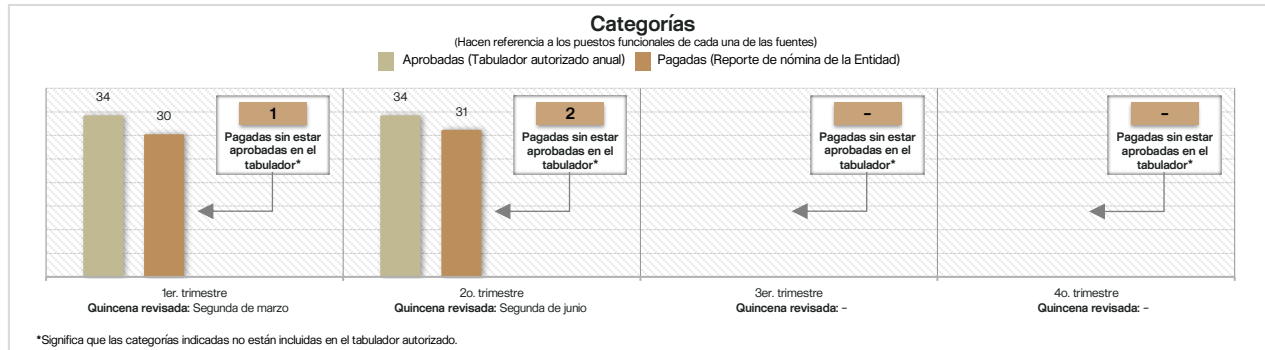 Categorías
(Hacen referencia a los puestos funcionales de cada una de las fuentes)
Aprobadas (Tabulador autorizado anual) Pagadas (Reporte de nómina de la Entidad)
34
30
1
Pagadas sin estar
aprobadas en el
tabulador*
34
31
2
Pagadas sin estar
aprobadas en el
tabulador*
–
Pagadas sin estar
aprobadas en el
tabulador*
–
Pagadas sin estar
aprobadas en el
tabulador*
1er. trimestre
Quincena revisada: Segunda de marzo
2o. trimestre
Quincena revisada: Segunda de junio
3er. trimestre
Quincena revisada: –
4o. trimestre
Quincena revisada: –
*Significa que las categorías indicadas no están incluidas en el tabulador autorizado.